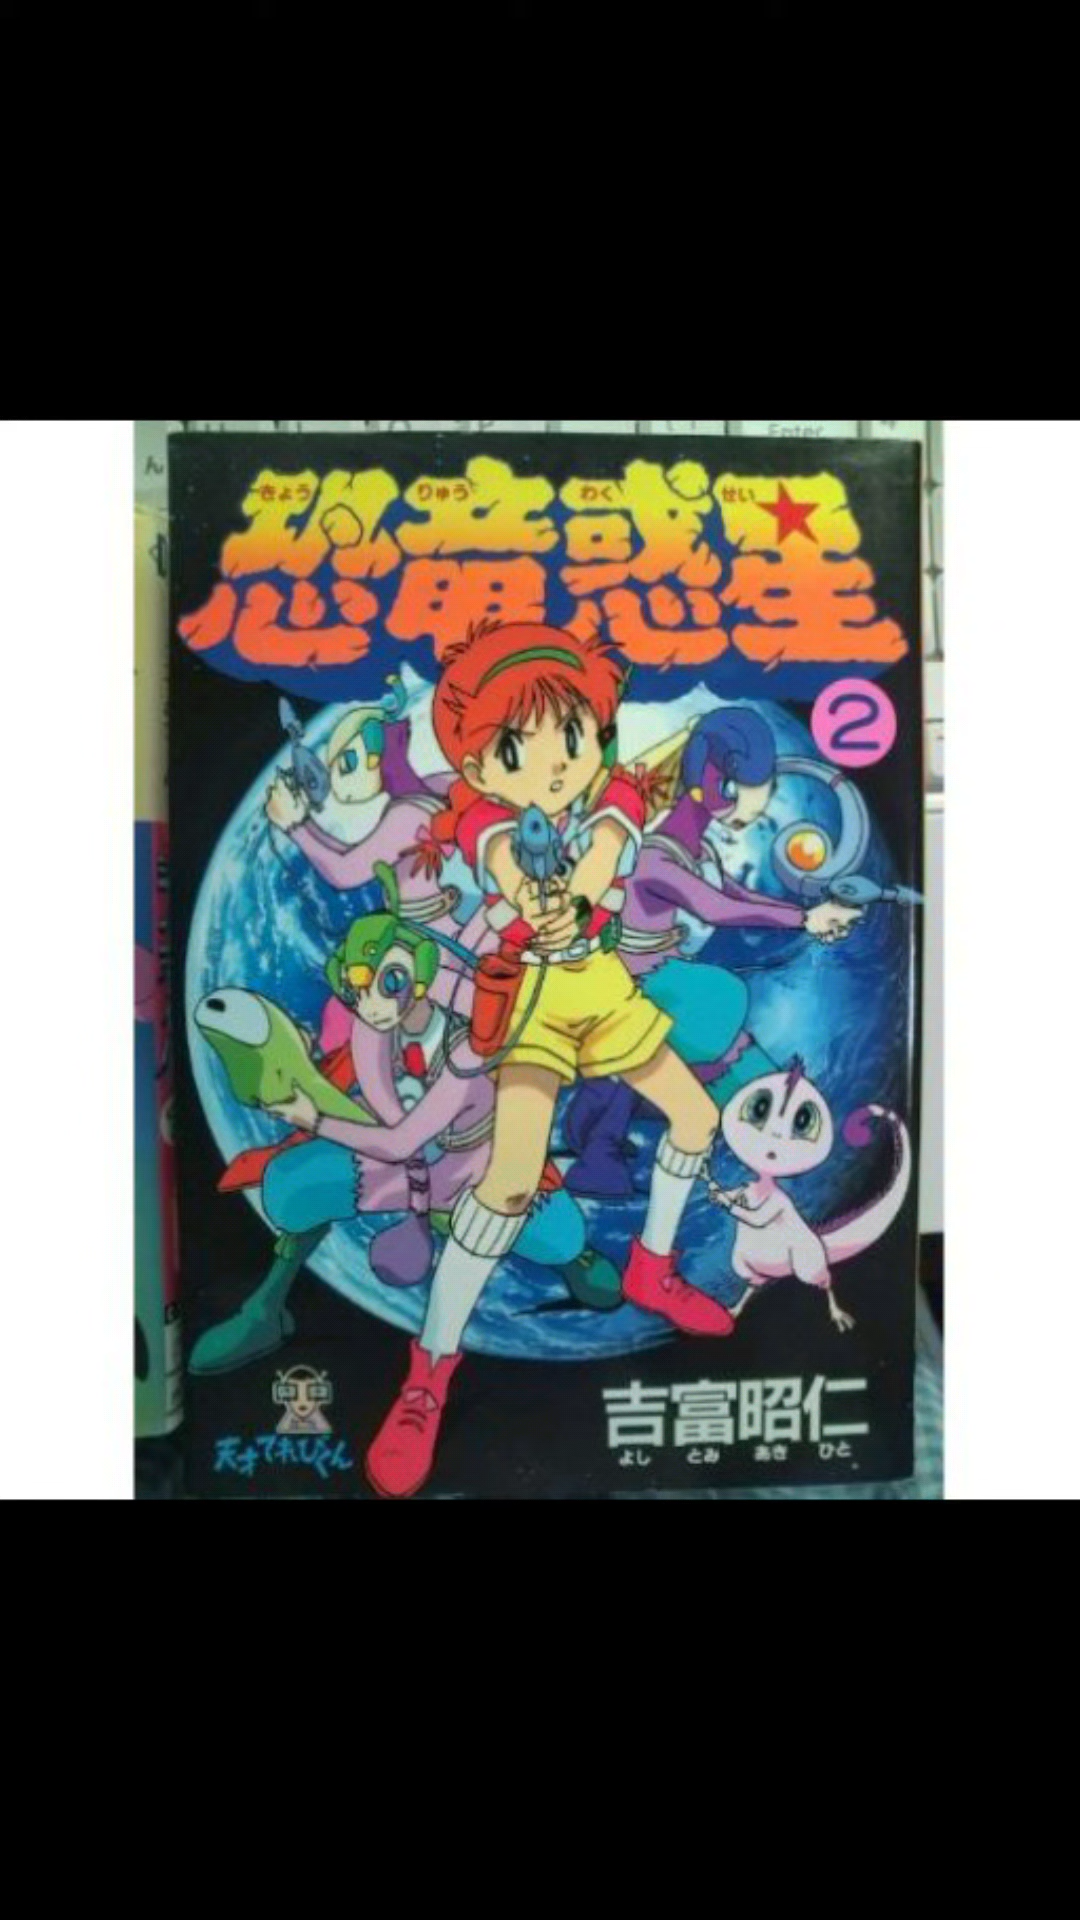 Enter
きょう りゅう わく せい
恐竜惑星
2
吉富昭仁
よし とみ あき ひと
天才てれびくん